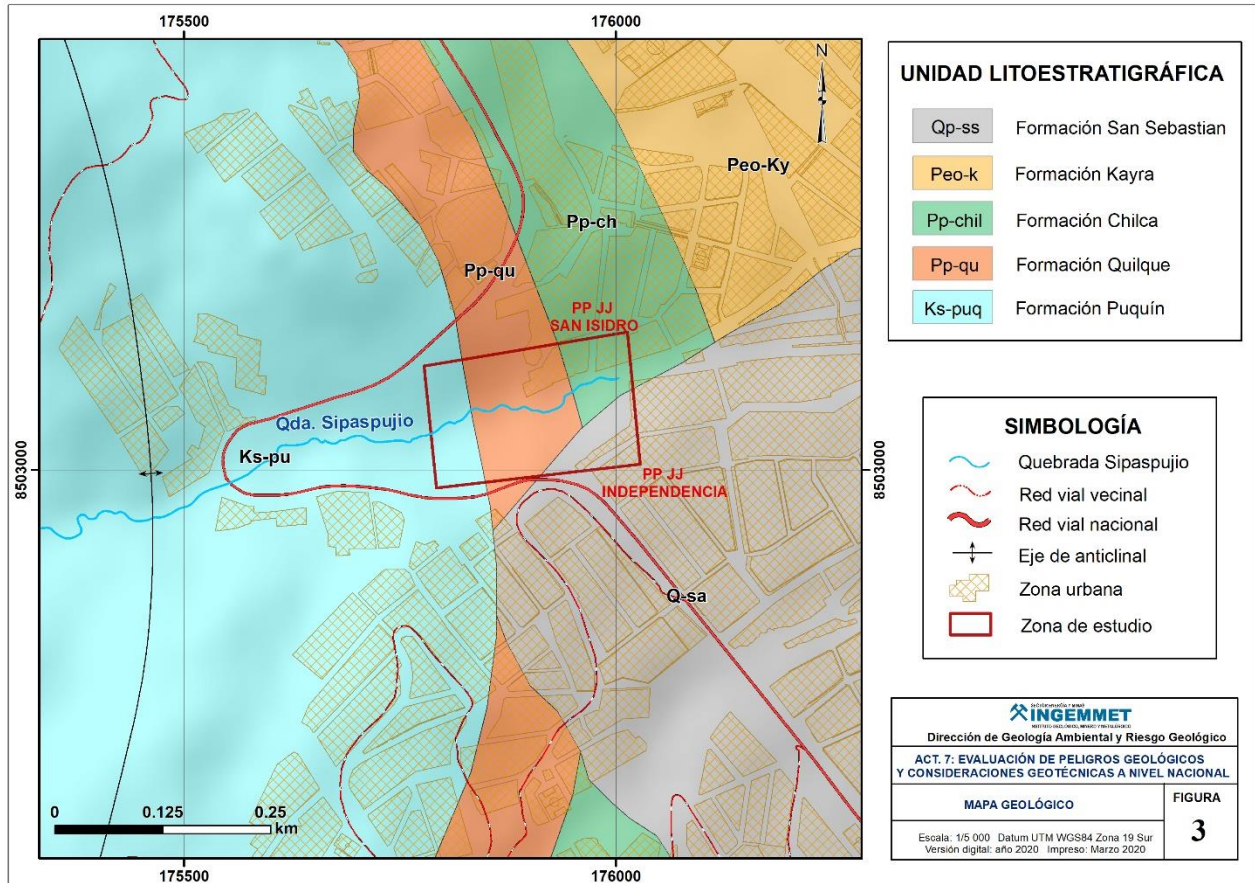 175500
176000
N
Peo-Ky
Pp-ch
Pp-qu
PP JJ
SAN ISIDRO
Qda. Sipaspujio
Ks-pu
8503000
8503000
PP JJ
INDEPENDENCIA
Q-sa
0
0.125
0.25
km
175500
176000
UNIDAD LITOESTRATIGRÁFICA
Qp-ss Formación San Sebastian
Peo-k Formación Kayra
Pp-chil Formación Chilca
Pp-qu Formación Quilque
Ks-puq Formación Puquín
SIMBOLOGÍA
Quebrada Sipaspujio
Red vial vecinal
Red vial nacional
Eje de anticlinal
Zona urbana
Zona de estudio
INGEMMET
Dirección de Geología Ambiental y Riesgo Geológico
ACT. 7: EVALUACIÓN DE PELIGROS GEOLÓGICOS
Y CONSIDERACIONES GEOTÉCNICAS A NIVEL NACIONAL
MAPA GEOLÓGICO
FIGURA
3
Escala: 1/5 000 Datum UTM WGS84 Zona 19 Sur
Versión digital: año 2020 Impreso: Marzo 2020